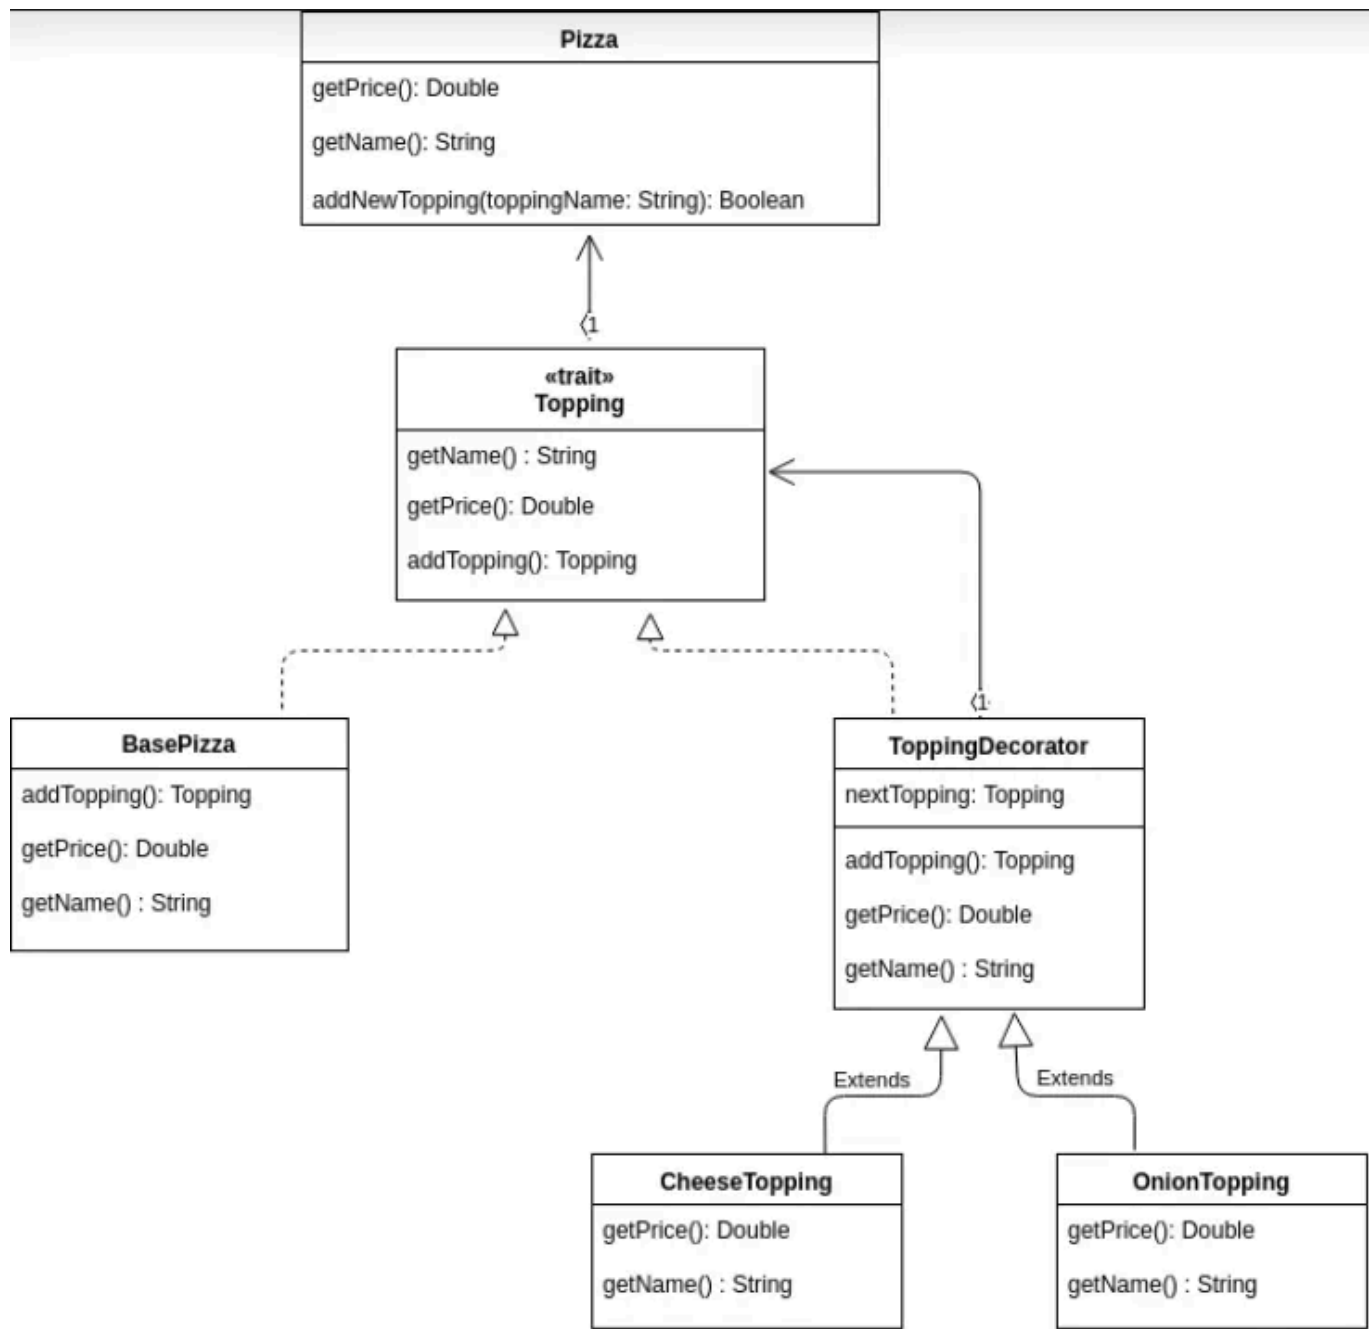 Pizza
getPrice(): Double
getName(): String
addNewTopping(toppingName: String): Boolean
1
«trait»
Topping
getName() : String
getPrice(): Double
addTopping(): Topping
1
BasePizza
addTopping(): Topping
getPrice(): Double
getName() : String
ToppingDecorator
nextTopping: Topping
addTopping(): Topping
getPrice(): Double
getName() : String
Extends
Extends
CheeseTopping
getPrice(): Double
getName() : String
OnionTopping
getPrice(): Double
getName() : String